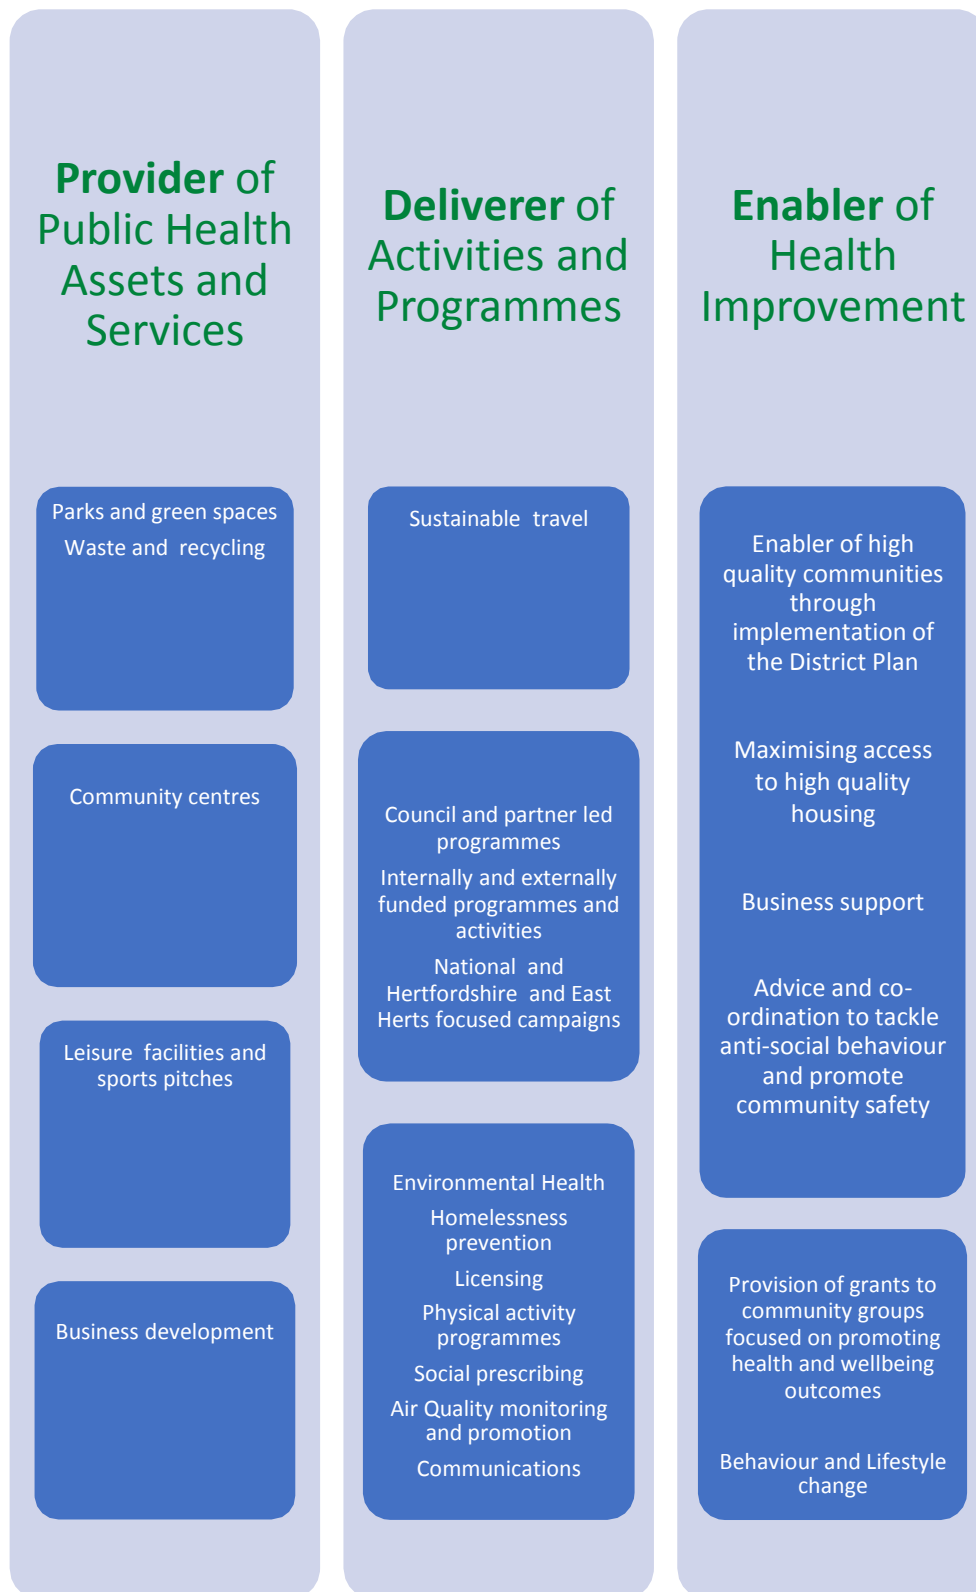 Provider of
Public Health
Assets and
Services
Parks and green spaces
Waste and recycling
Community centres
Leisure facilities and
sports pitches
Business development
Deliverer of
Activities and
Programmes
Sustainable travel
Council and partner led
programmes
Internally and externally
funded programmes and
activities
National and
Hertfordshire and East
Herts focused campaigns
Environmental Health
Homelessness
prevention
Licensing
Physical activity
programmes
Social prescribing
Air Quality monitoring
and promotion
Communications
Enabler of
Health
Improvement
Enabler of high
quality communities
through
implementation of
the District Plan
Maximising access
to high quality
housing
Business support
Advice and co-
ordination to tackle
anti-social behaviour
and promote
community safety
Provision of grants to
community groups
focused on promoting
health and wellbeing
outcomes
Behaviour and Lifestyle
change